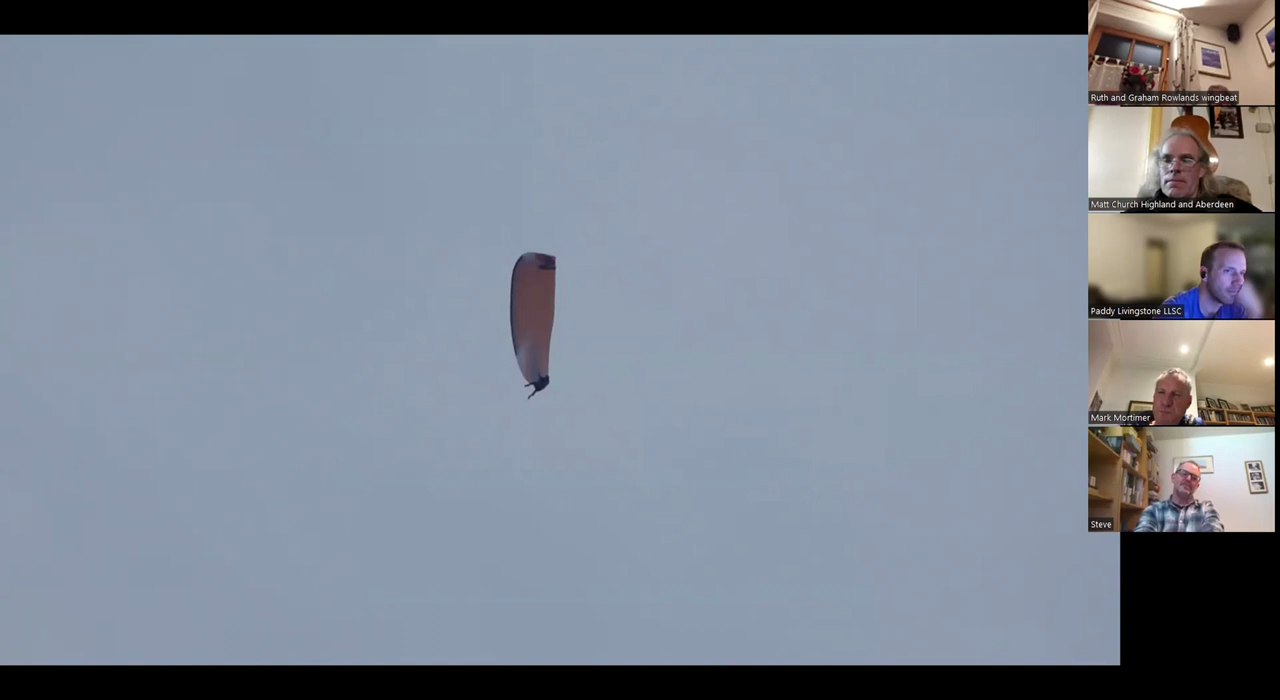 Ruth and Graham Rowlands wingbeat
Matt Church Highland and Aberdeen
Paddy Livingstone LLSC
Mark Mortimer
Steve